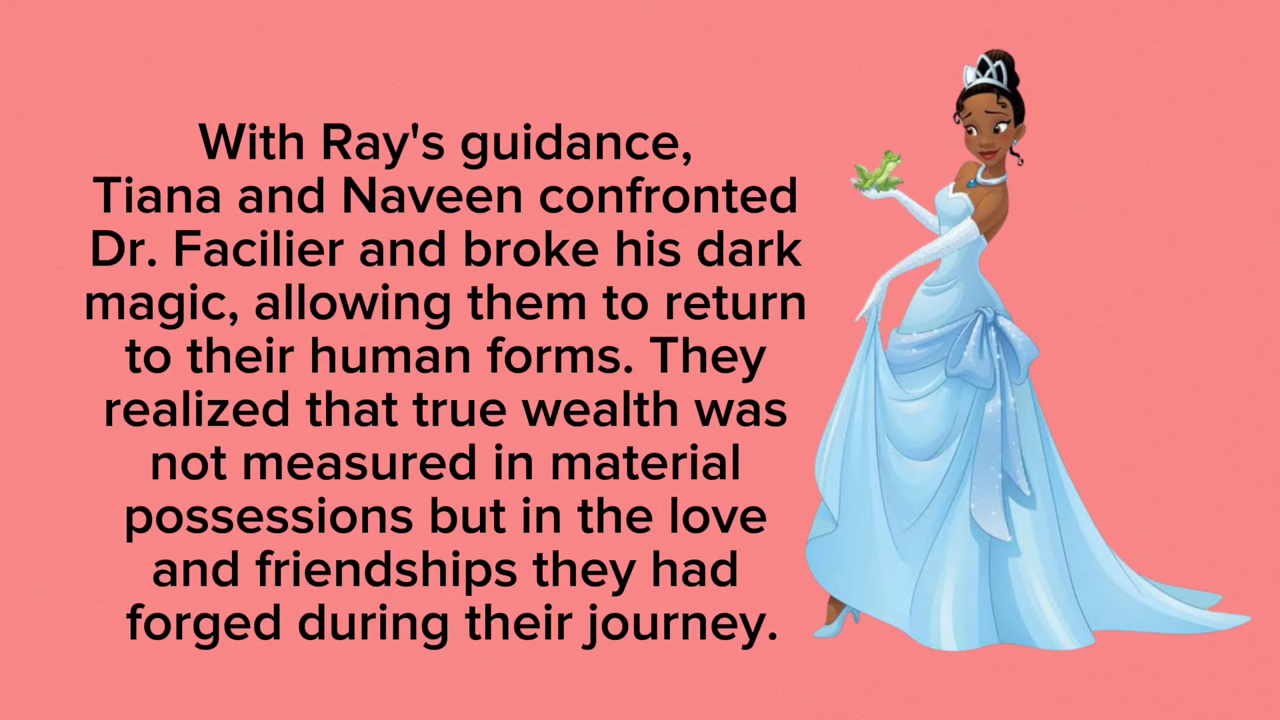 With Ray's guidance,
Tiana and Naveen confronted
Dr. Facilier and broke his dark
magic, allowing them to return
to their human forms. They
realized that true wealth was
not measured in material
possessions but in the love
and friendships they had
forged during their journey.